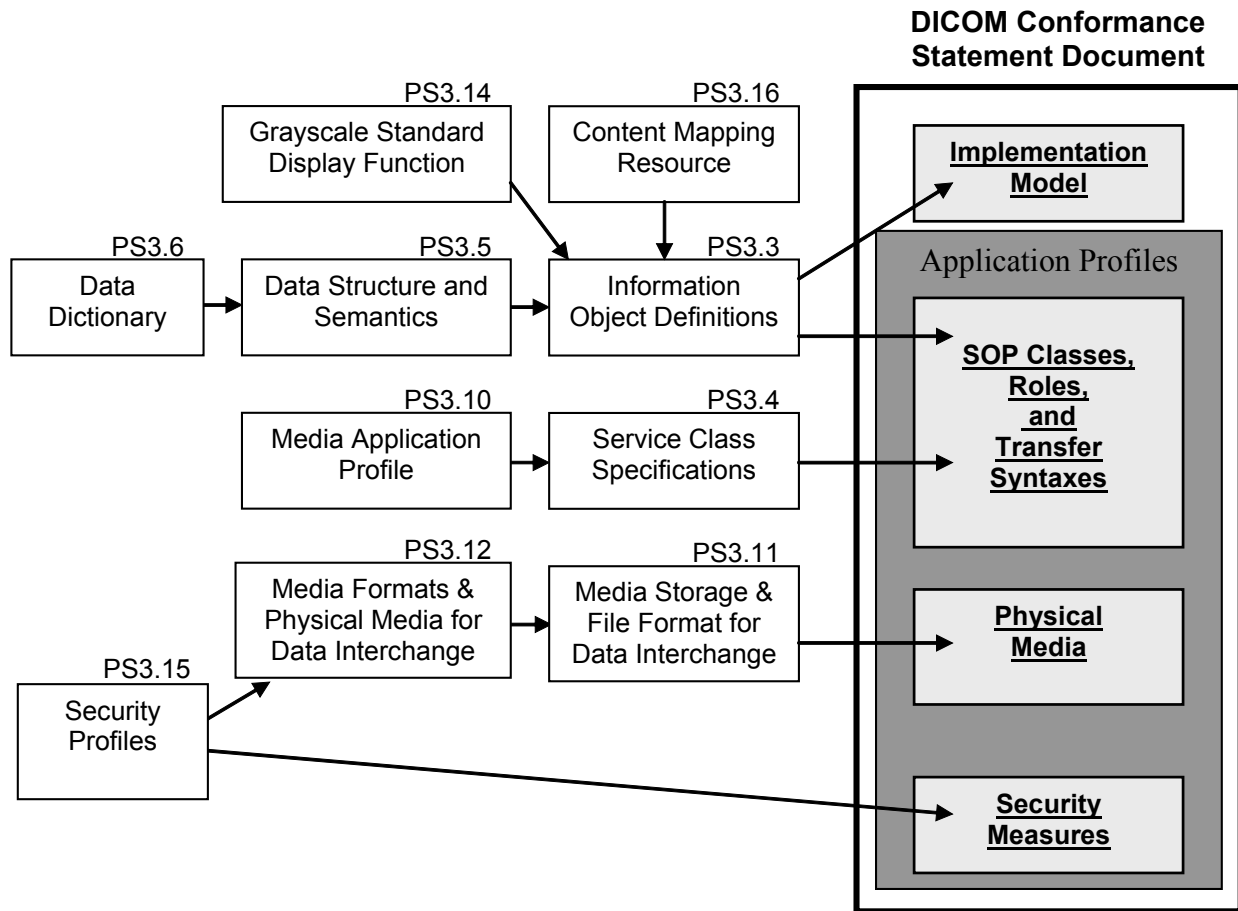 DICOM Conformance
Statement Document
PS3.14
Grayscale Standard
Display Function
PS3.16
Content Mapping
Resource
Implementation
Model
PS3.6
Data
Dictionary
PS3.5
Data Structure and
Semantics
PS3.3
Information
Object Definitions
Application Profiles
SOP Classes,
Roles,
and
Transfer
Syntaxes
PS3.10
Media Application
Profile
PS3.4
Service Class
Specifications
PS3.12
Media Formats &
Physical Media for
Data Interchange
PS3.11
Media Storage &
File Format for
Data Interchange
Physical
Media
PS3.15
Security
Profiles
Security
Measures